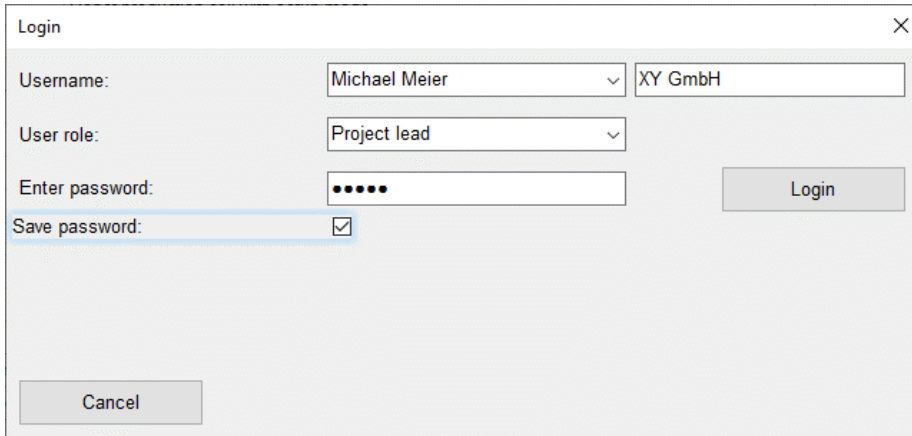 Login
Username: Michael Meier XY GmbH
User role: Project lead
Enter password: ••••• Login
Save password:
Cancel